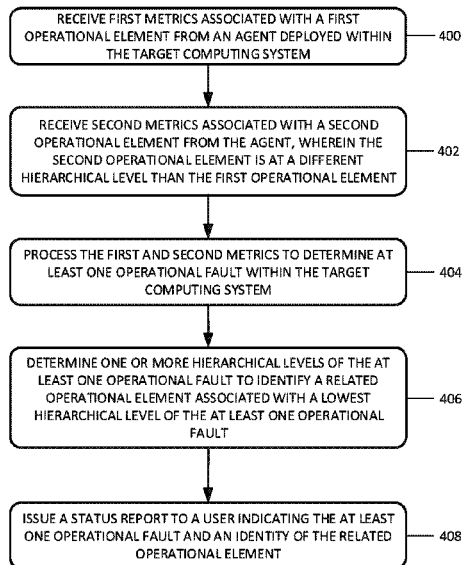 RECEIVE FIRST METRICS ASSOCIATED WITH A FIRST
OPERATIONAL ELEMENT FROM AN AGENT DEPLOYED WITHIN
THE TARGET COMPUTING SYSTEM
400
RECEIVE SECOND METRICS ASSOCIATED WITH A SECOND
OPERATIONAL ELEMENT FROM THE AGENT, WHEREIN THE
SECOND OPERATIONAL ELEMENT IS AT A DIFFERENT
HIERARCHICAL LEVEL THAN THE FIRST OPERATIONAL ELEMENT
402
PROCESS THE FIRST AND SECOND METRICS TO DETERMINE AT
LEAST ONE OPERATIONAL FAULT WITHIN THE TARGET
COMPUTING SYSTEM
404
DETERMINE ONE OR MORE HIERARCHICAL LEVELS OF THE AT
LEAST ONE OPERATIONAL FAULT TO IDENTIFY A RELATED
OPERATIONAL ELEMENT ASSOCIATED WITH A LOWEST
HIERARCHICAL LEVEL OF THE AT LEAST ONE OPERATIONAL
FAULT
406
ISSUE A STATUS REPORT TO A USER INDICATING THE AT LEAST
ONE OPERATIONAL FAULT AND AN IDENTITY OF THE RELATED
OPERATIONAL ELEMENT
408